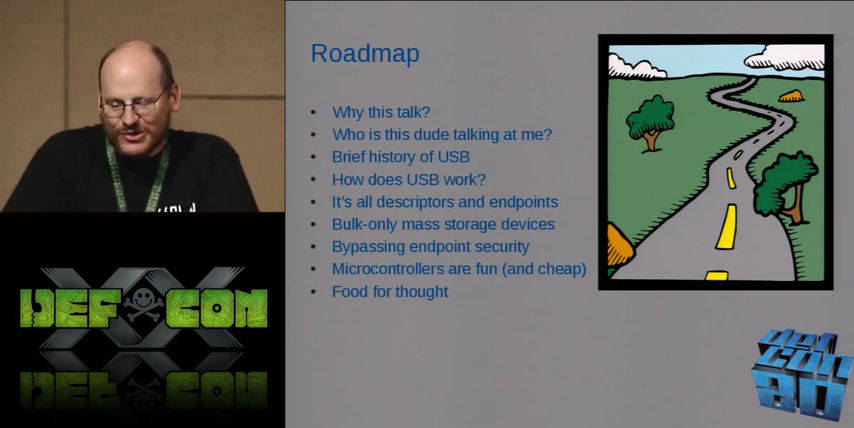 Roadmap
• Why this talk?
• Who is this dude talking at me?
• Brief history of USB
• How does USB work?
• It's all descriptors and endpoints
• Bulk-only mass storage devices
• Bypassing endpoint security
• Microcontrollers are fun (and cheap)
• Food for thought
DEF CON
XX
def
con
20